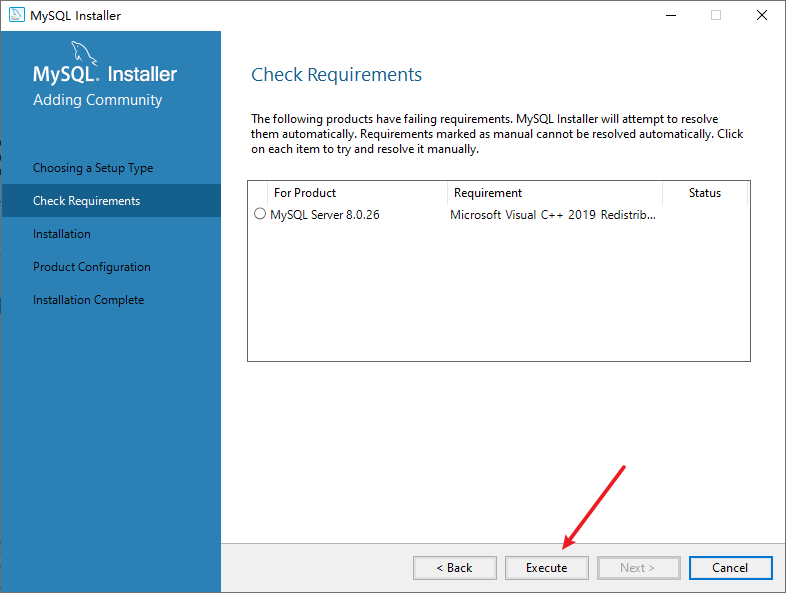 MySQL Installer
MySQL. Installer
Adding Community
Choosing a Setup Type
Check Requirements
Installation
Product Configuration
Installation Complete
Check Requirements
The following products have failing requirements. MySQL Installer will attempt to resolve
them automatically. Requirements marked as manual cannot be resolved automatically. Click
on each item to try and resolve it manually.
For Product Requirement Status
MySQL Server 8.0.26 Microsoft Visual C++ 2019 Redistrib...
< Back Execute Next > Cancel